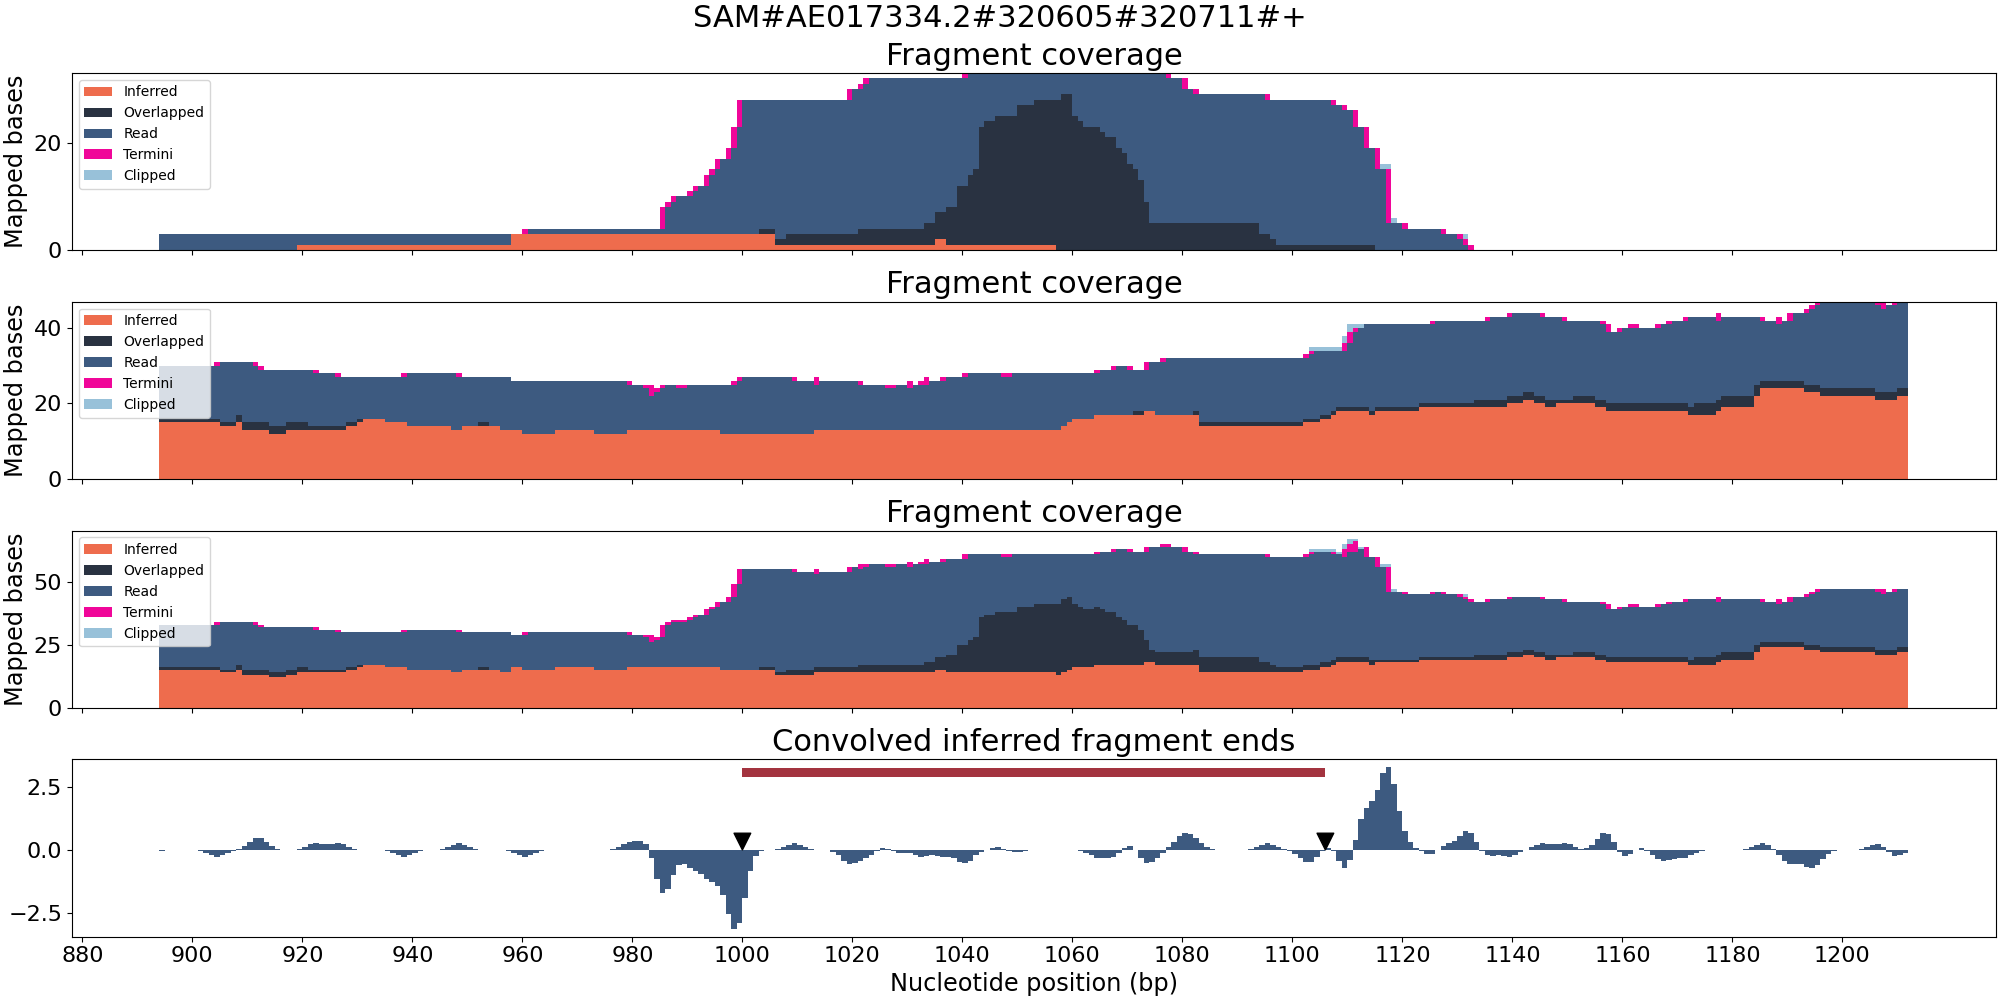 SAM#AE017334.2#320605#320711#+
Fragment coverage
Mapped bases
20
0
Inferred
Overlapped
Read
Termini
Clipped
Fragment coverage
Mapped bases
40
20
0
Inferred
Overlapped
Read
Termini
Clipped
Fragment coverage
Mapped bases
50
25
0
Inferred
Overlapped
Read
Termini
Clipped
Convolved inferred fragment ends
2.5
0.0
−2.5
880 900 920 940 960 980 1000 1020 1040 1060 1080 1100 1120 1140 1160 1180 1200
Nucleotide position (bp)